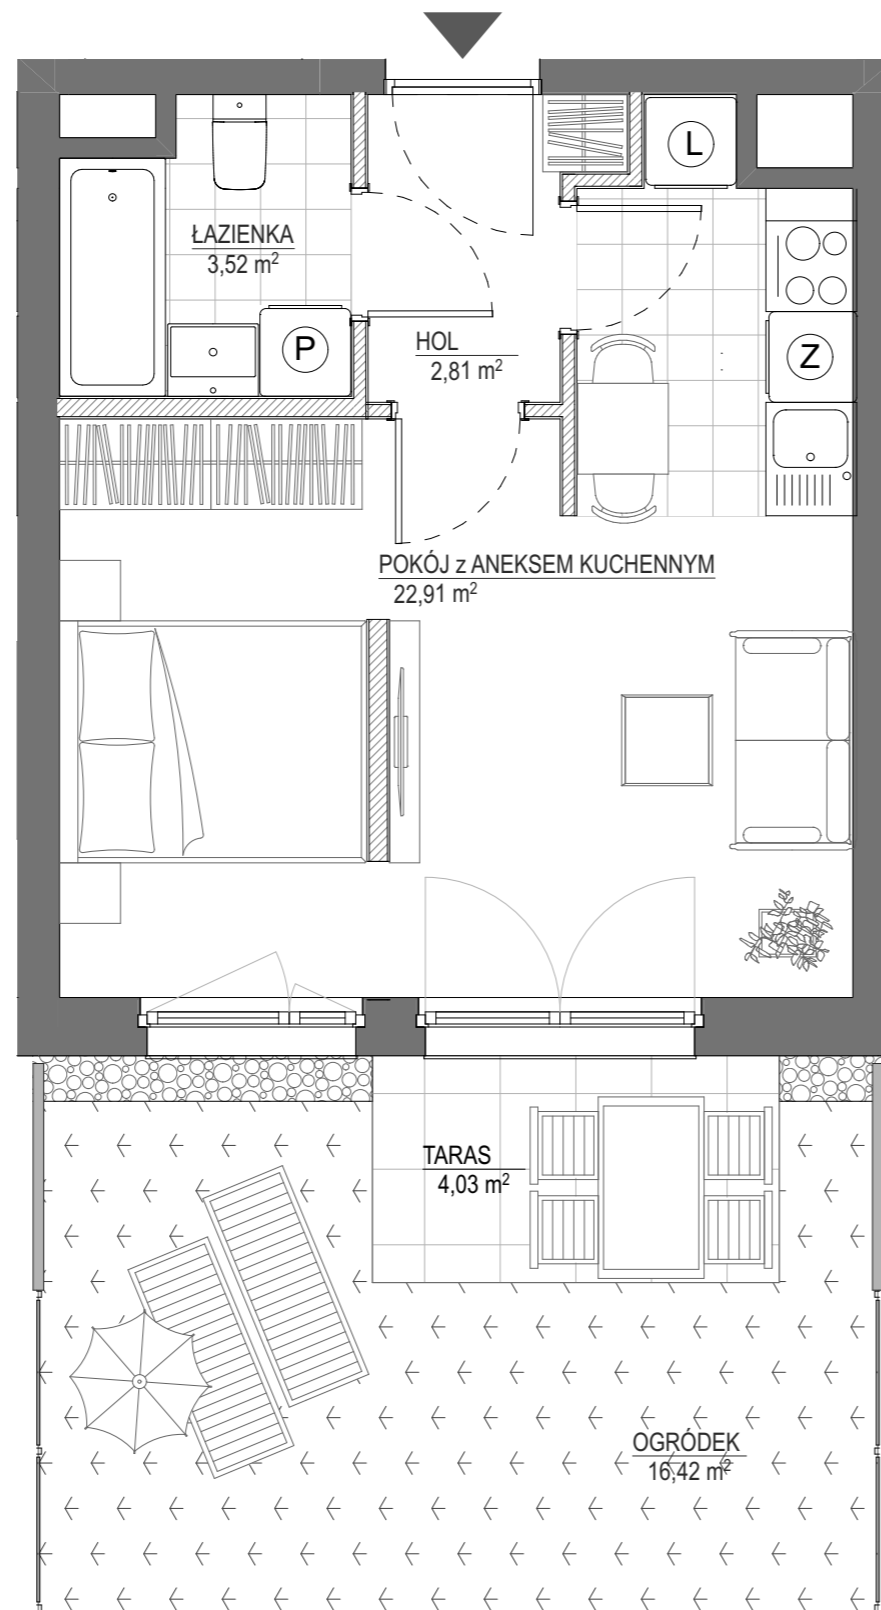 L
ŁAZIENKA
3,52 m²
P
HOL
2,81 m²
Z
POKÓJ z ANEKSEM KUCHENNYM
22,91 m²
TARAS
4,03 m²
OGRÓDEK
16,42 m²